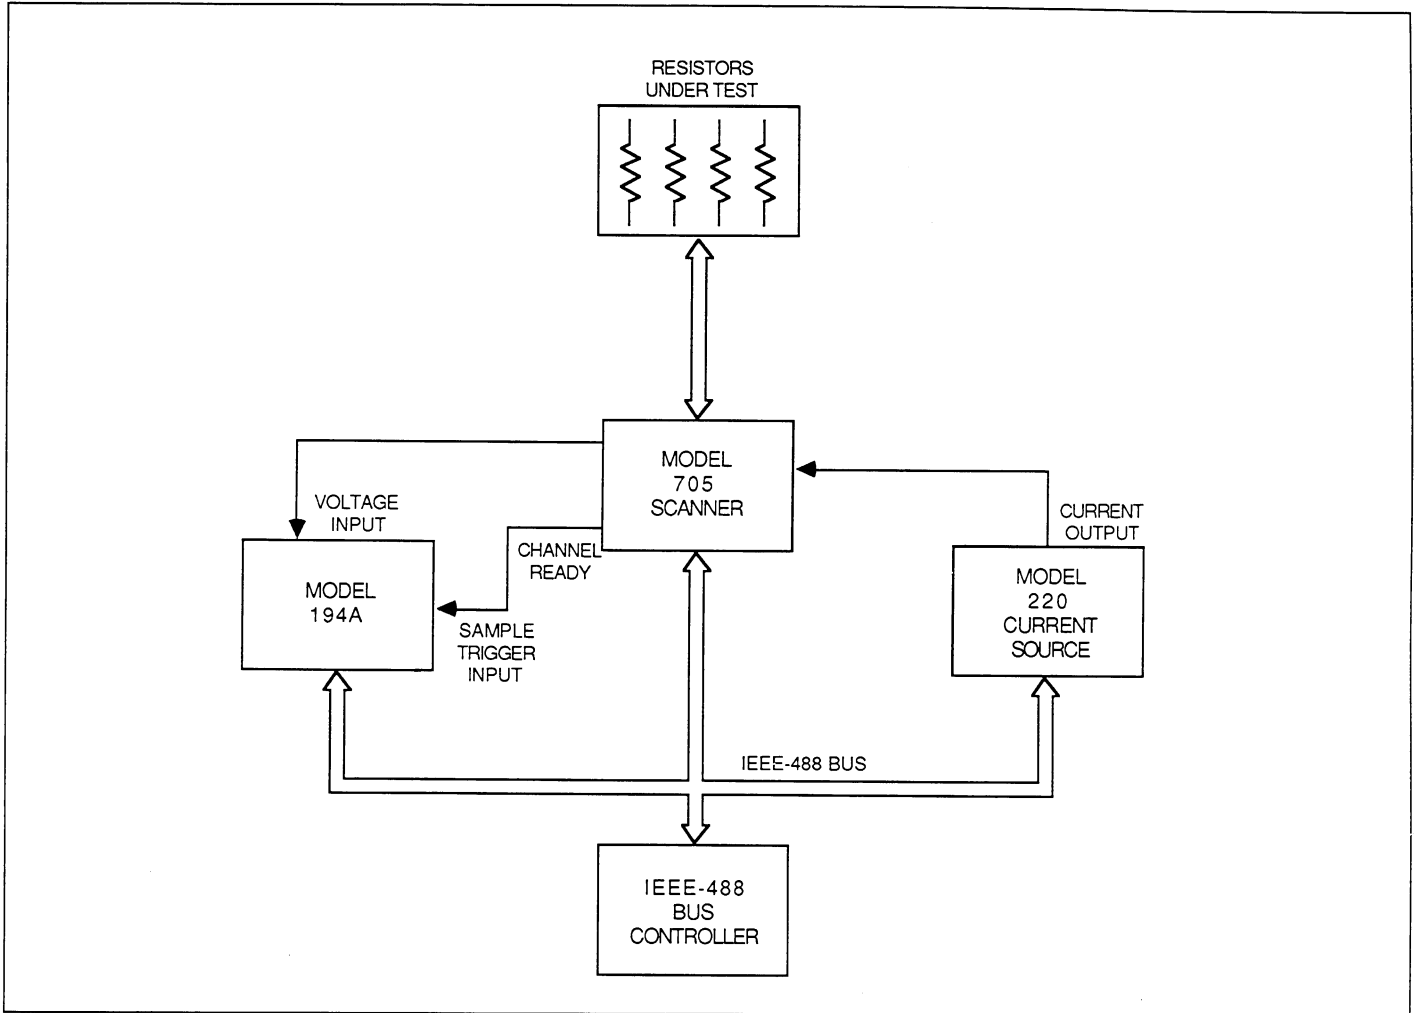 RESISTORS
UNDER TEST
MODEL
705
SCANNER
VOLTAGE
INPUT
CHANNEL
READY
CURRENT
OUTPUT
MODEL
194A
SAMPLE
TRIGGER
INPUT
MODEL
220
CURRENT
SOURCE
IEEE-488 BUS
IEEE-488
BUS
CONTROLLER